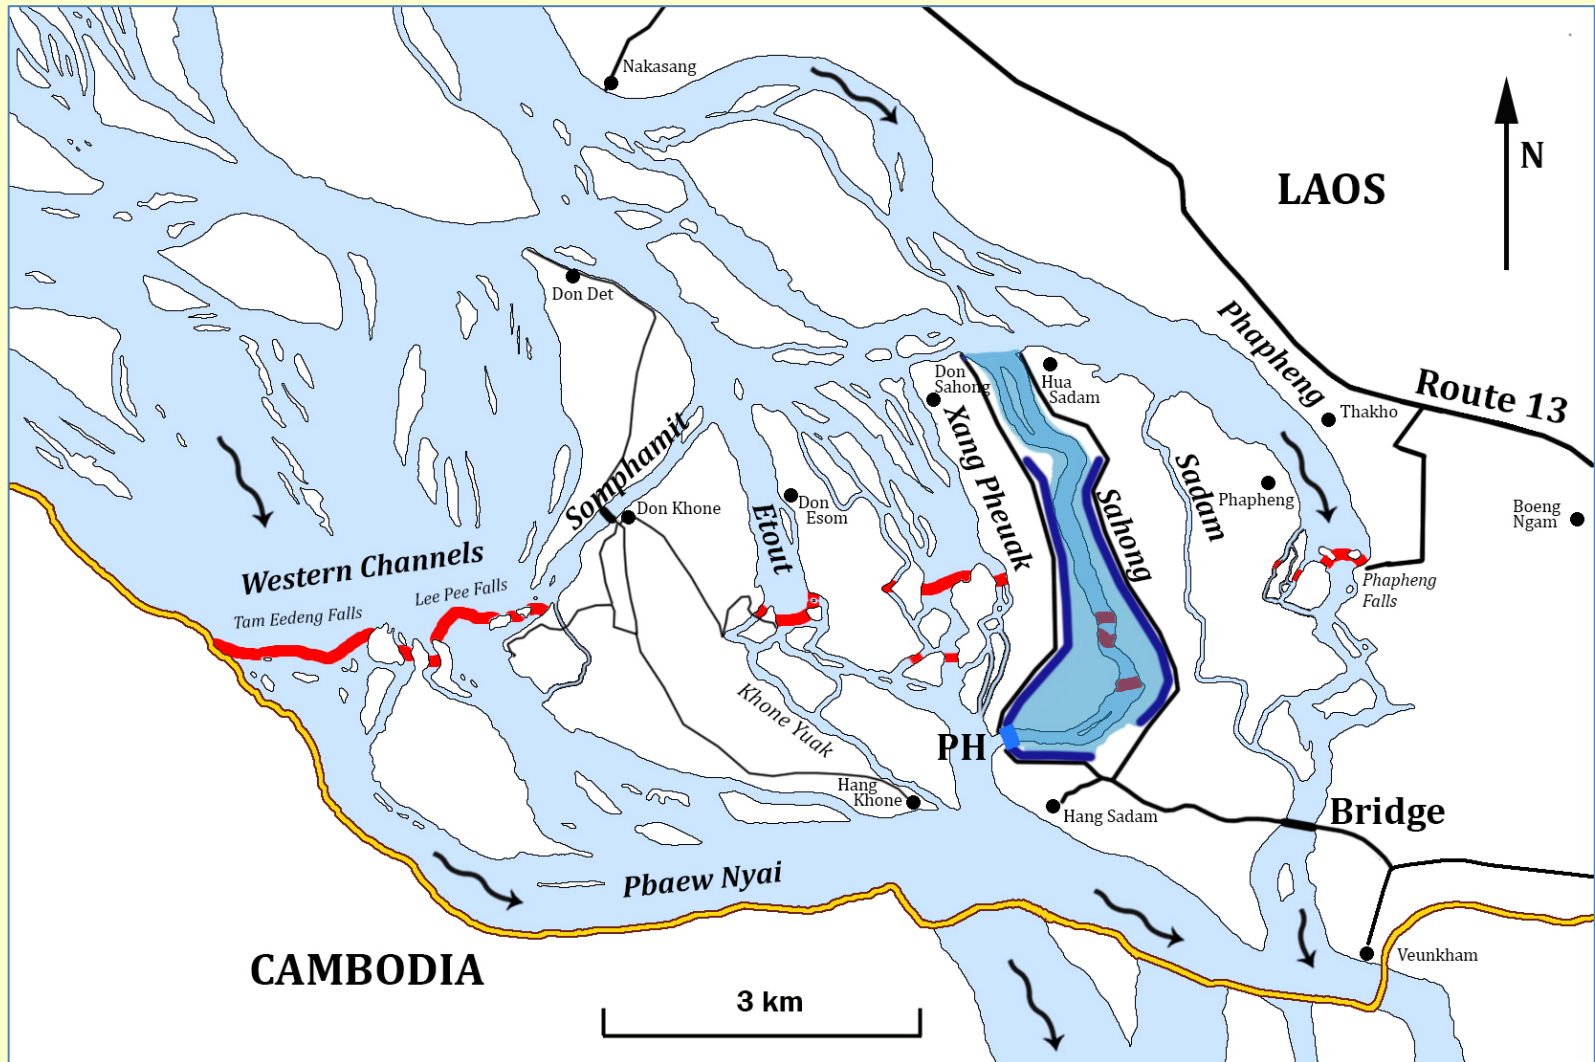 Nakasang
N
LAOS
Don Det
Phapheng
Don
Sahong
Hua
Sadam
Route 13
Thakho
Xang Pheuak
Somphamit
Sadam
Phapheng
Don Khone
Don
Esom
Etout
Sahong
Boeng
Ngam
Western Channels
Lee Pee Falls
Tam Eedeng Falls
Phapheng
Falls
Khone Yuak
PH
Hang
Khone
Hang Sadam
Bridge
Pbaew Nyai
Veunkham
CAMBODIA
3 km